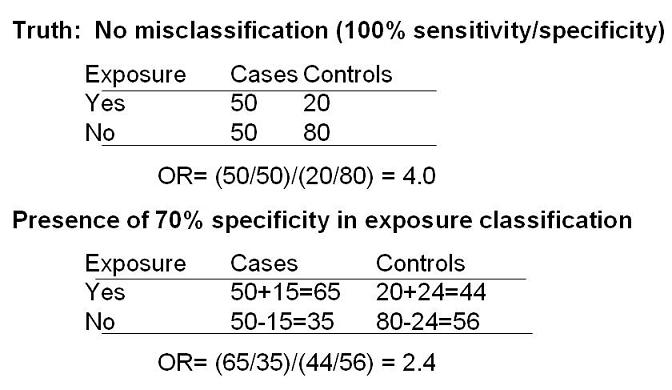 Truth: No misclassification (100% sensitivity/specificity)
Exposure Cases Controls
Yes 50 20
No 50 80
OR= (50/50)/(20/80) = 4.0
Presence of 70% specificity in exposure classification
Exposure Cases Controls
Yes 50+15=65 20+24=44
No 50-15=35 80-24=56
OR= (65/35)/(44/56) = 2.4